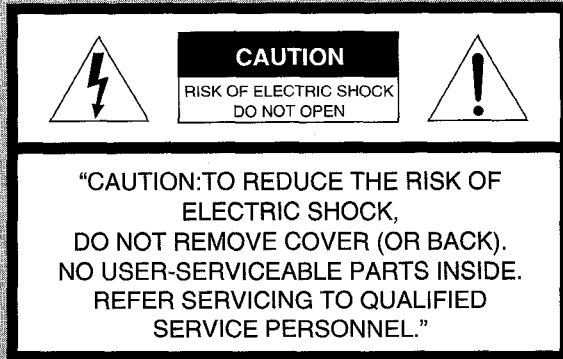 CAUTION
RISK OF ELECTRIC SHOCK
DO NOT OPEN
"CAUTION:TO REDUCE THE RISK OF
ELECTRIC SHOCK,
DO NOT REMOVE COVER (OR BACK).
NO USER-SERVICEABLE PARTS INSIDE.
REFER SERVICING TO QUALIFIED
SERVICE PERSONNEL."